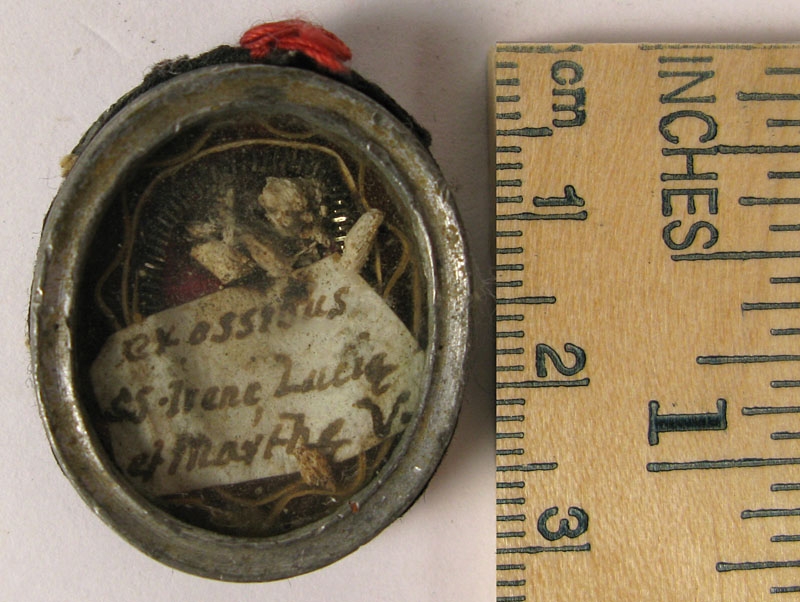 ex ossibus
ss. Irene, Lucia
et Marthe V.
cm
1
2
3
INCHES
1